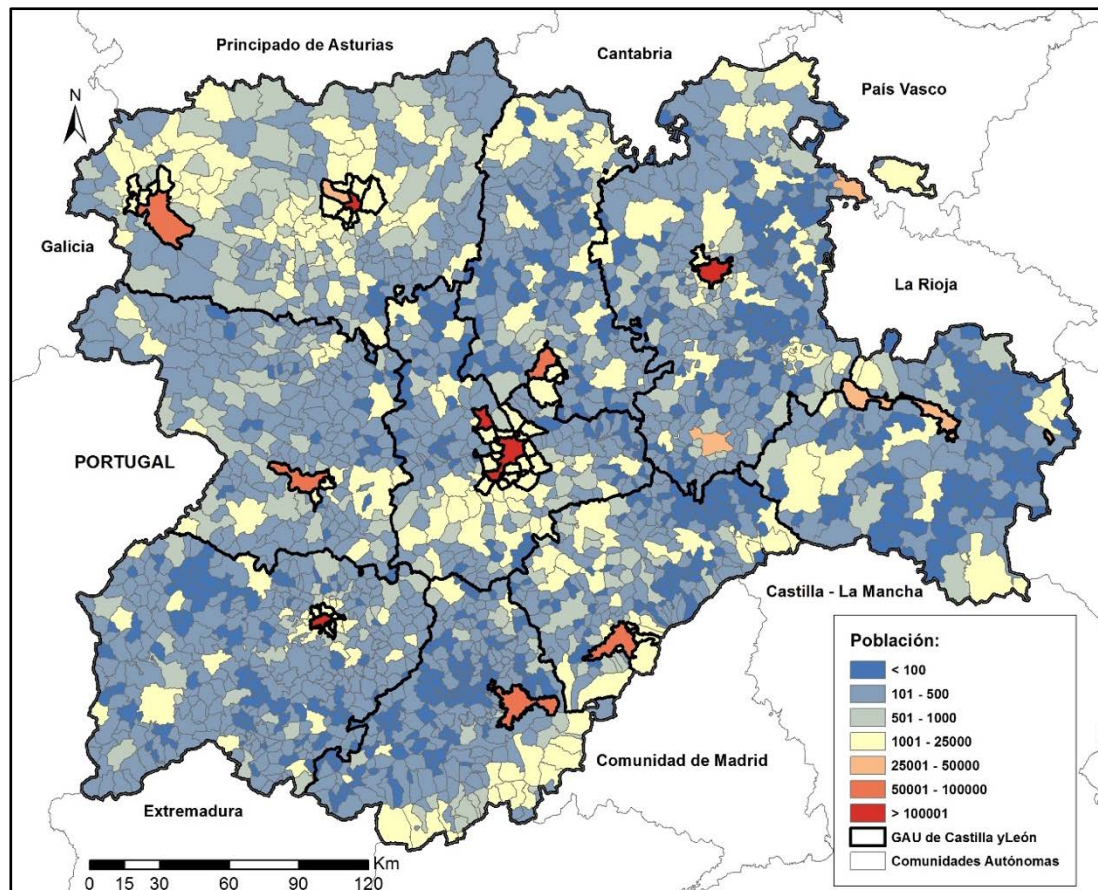 Principado de Asturias
Cantabria
País Vasco
N
Galicia
La Rioja
PORTUGAL
Castilla - La Mancha
Comunidad de Madrid
Extremadura
Población:
< 100
101 - 500
501 - 1000
1001 - 25000
25001 - 50000
50001 - 100000
> 100001
GAU de Castilla yLeón
Comunidades Autónomas
Km
0 15 30 60 90 120